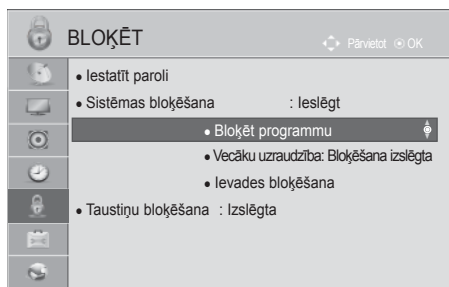 BLOĶĒT
Pārvietot OK
Iestatīt paroli
Sistēmas bloķēšana : Ieslēgt
Bloķēt programmu
Vecāku uzraudzība: Bloķēšana izslēgta
Ievades bloķēšana
Taustiņu bloķēšana : Izslēgta